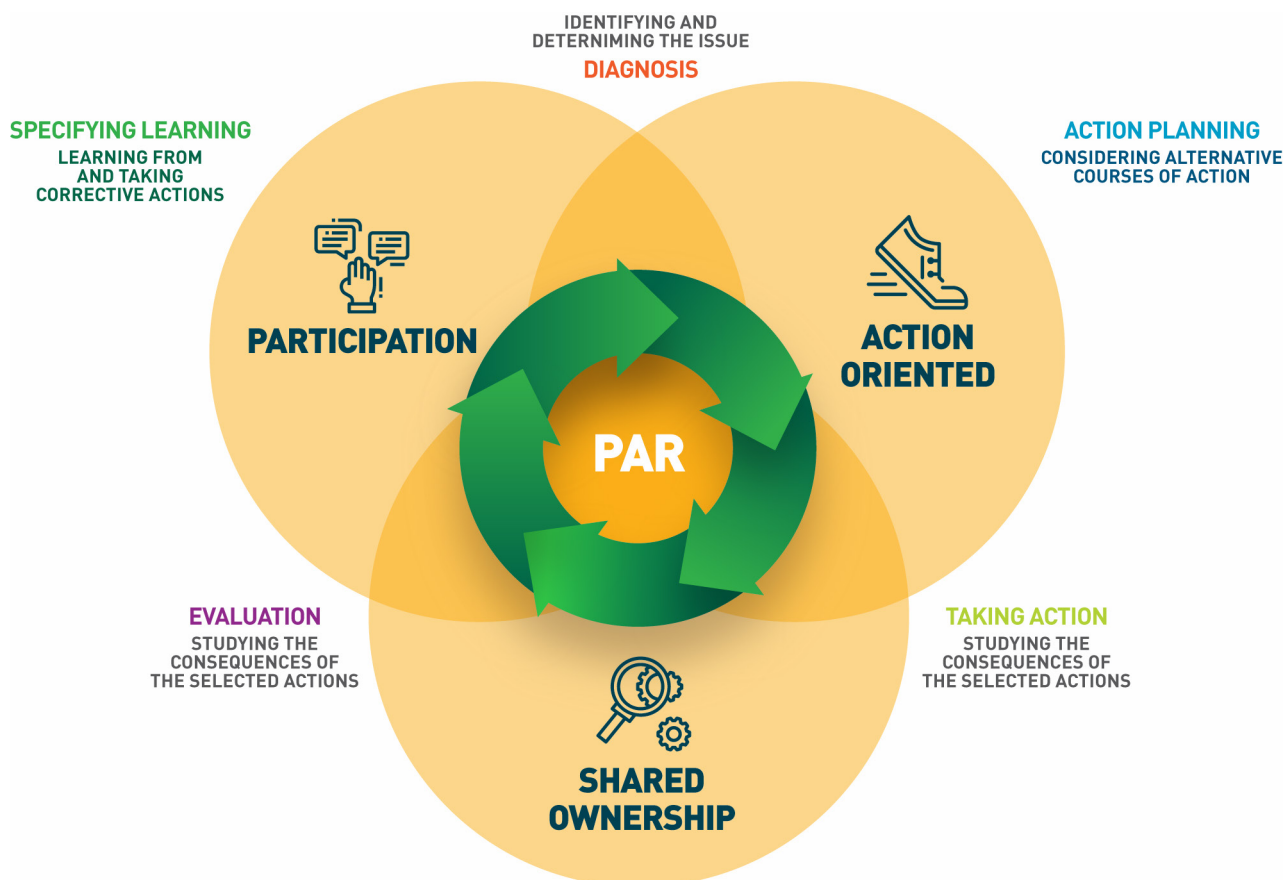 IDENTIFYING AND
DETERNIMING THE ISSUE
DIAGNOSIS
SPECIFYING LEARNING
LEARNING FROM
AND TAKING
CORRECTIVE ACTIONS
ACTION PLANNING
CONSIDERING ALTERNATIVE
COURSES OF ACTION
PARTICIPATION
ACTION
ORIENTED
PAR
EVALUATION
STUDYING THE
CONSEQUENCES OF
THE SELECTED ACTIONS
TAKING ACTION
STUDYING THE
CONSEQUENCES OF
THE SELECTED ACTIONS
SHARED
OWNERSHIP